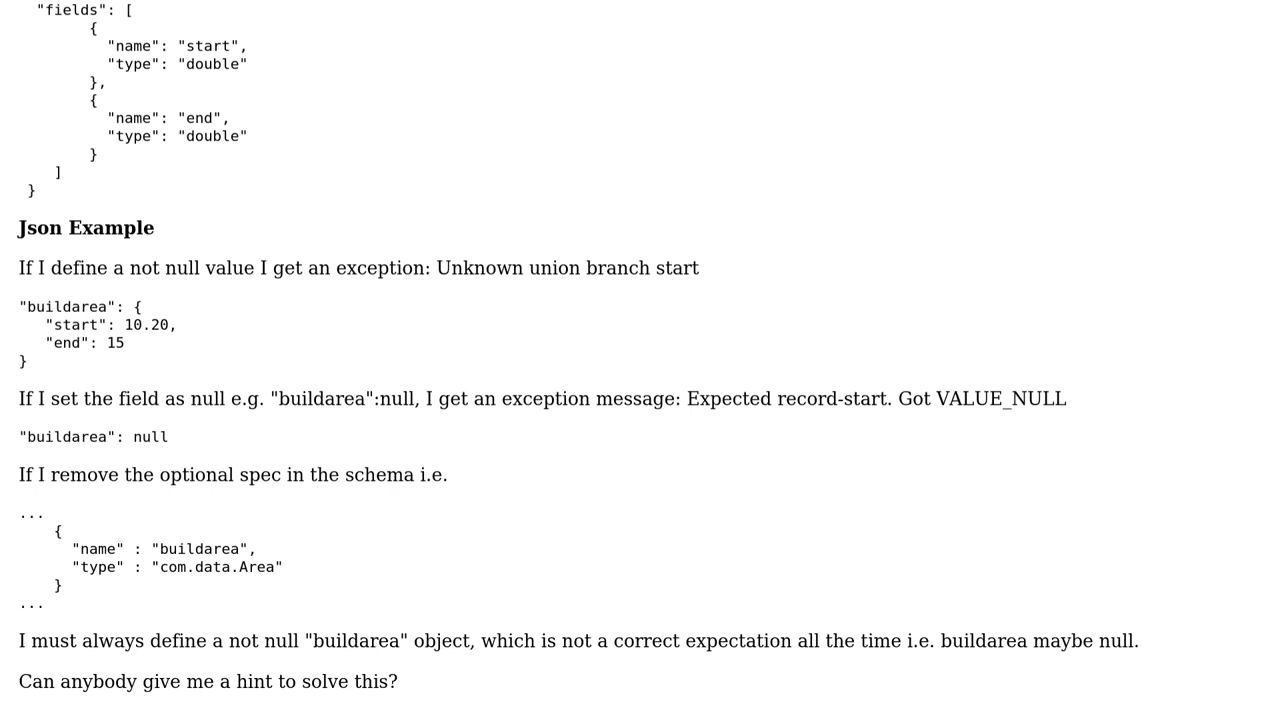 "fields": [
{
"name": "start",
"type": "double"
},
{
"name": "end",
"type": "double"
}
]
}
Json Example
If I define a not null value I get an exception: Unknown union branch start
"buildarea": {
"start": 10.20,
"end": 15
}
If I set the field as null e.g. "buildarea":null, I get an exception message: Expected record-start. Got VALUE_NULL
"buildarea": null
If I remove the optional spec in the schema i.e.
...
{
"name" : "buildarea",
"type" : "com.data.Area"
}
...
I must always define a not null "buildarea" object, which is not a correct expectation all the time i.e. buildarea maybe null.
Can anybody give me a hint to solve this?